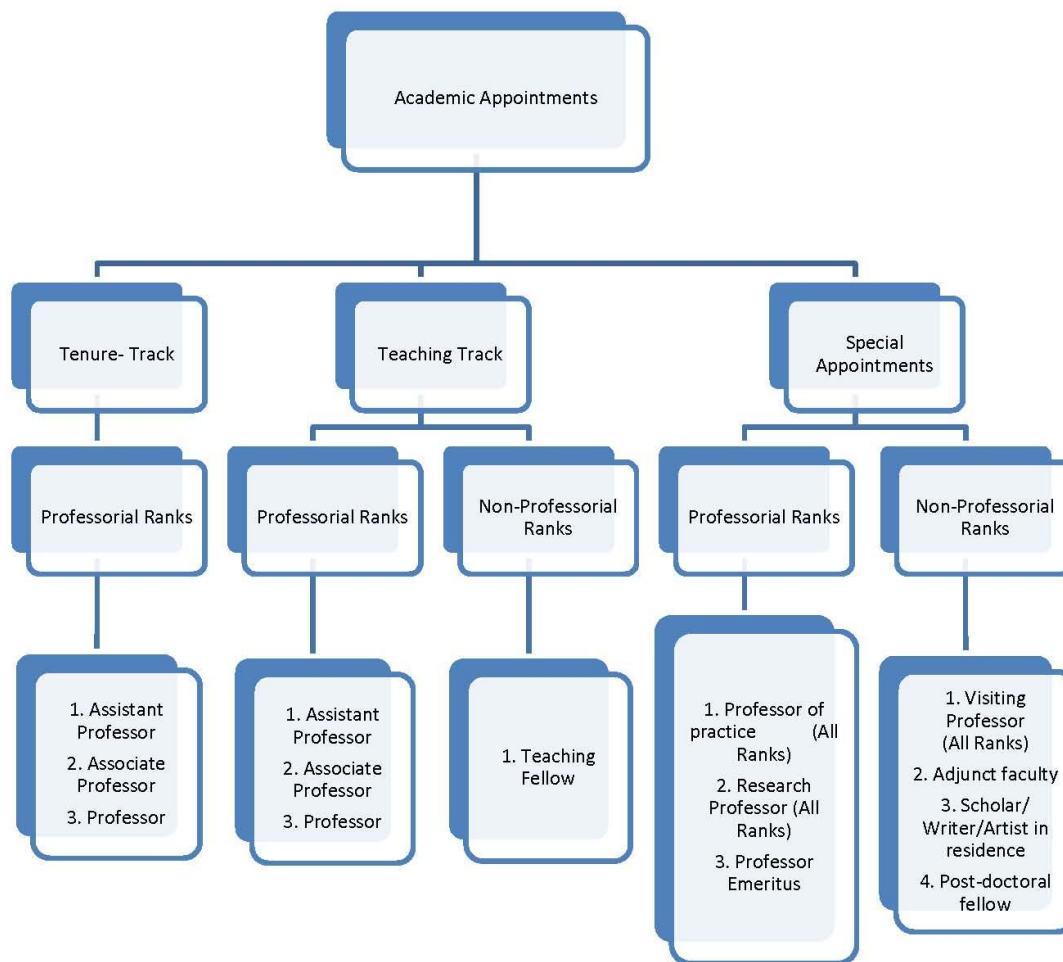 Academic Appointments
Tenure- Track
Teaching Track
Special
Appointments
Professorial Ranks
Professorial Ranks
Non-Professorial
Ranks
Professorial Ranks
Non-Professorial
Ranks
1. Assistant
Professor
2. Associate
Professor
3. Professor
1. Assistant
Professor
2. Associate
Professor
3. Professor
1. Teaching
Fellow
1. Professor of
practice (All
Ranks)
2. Research
Professor (All
Ranks)
3. Professor
Emeritus
1. Visiting
Professor
(All Ranks)
2. Adjunct faculty
3. Scholar/
Writer/Artist in
residence
4. Post-doctoral
fellow